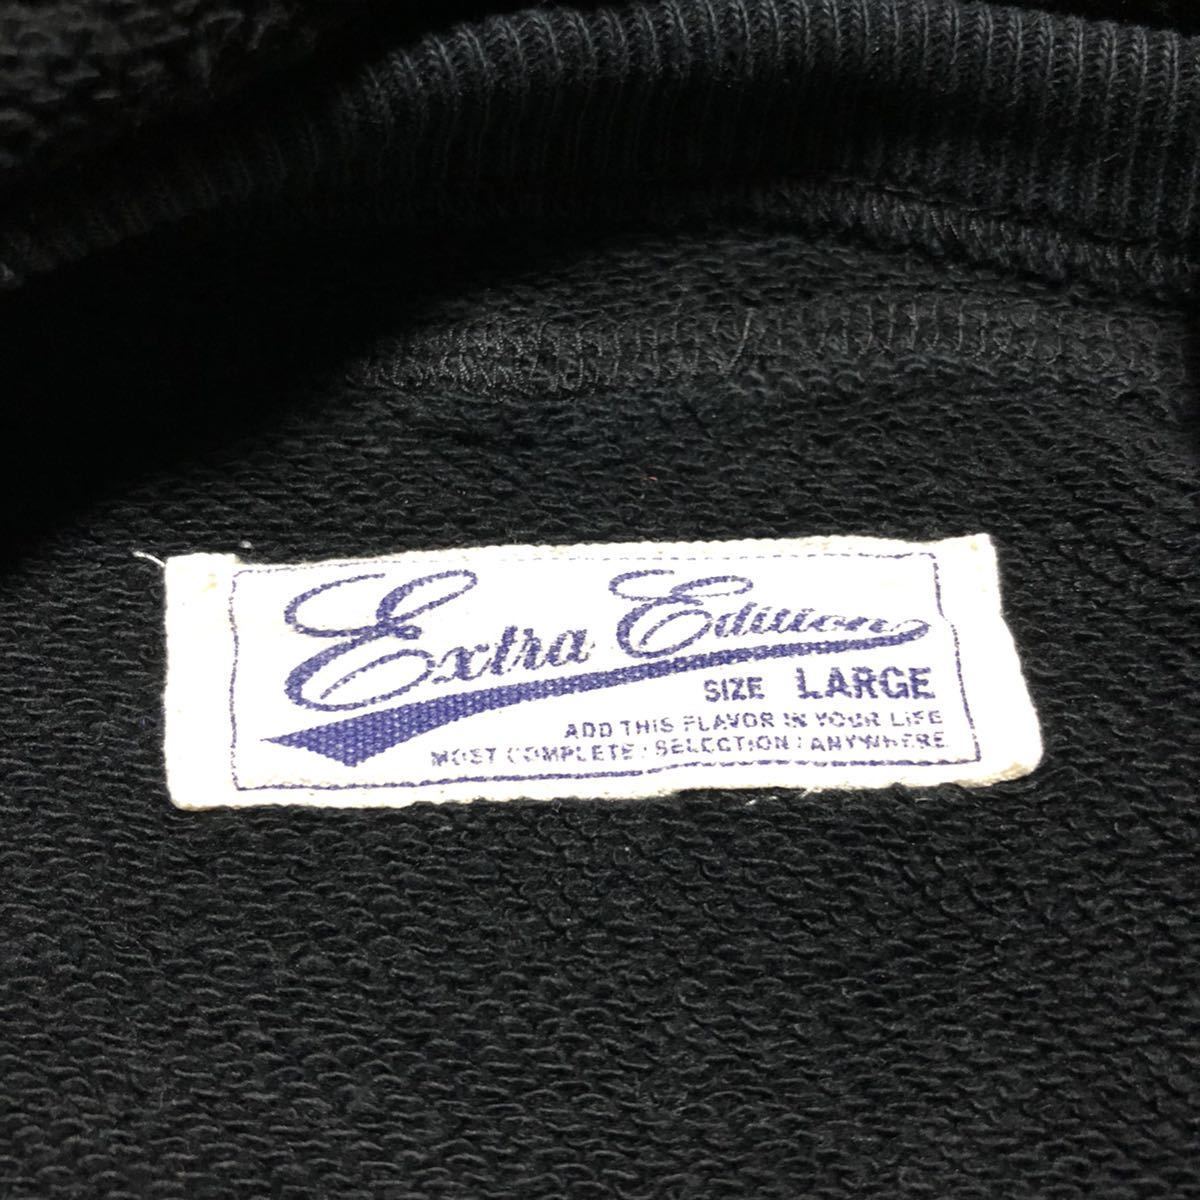 Extra Edition
SIZE LARGE
ADD THIS FLAVOR IN YOUR LIFE
MOST COMPLETE : SELECTION : ANYWHERE